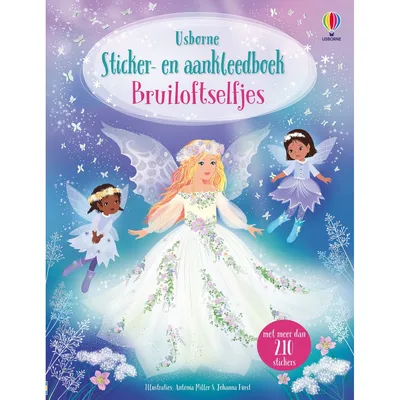 Usborne
Sticker- en aankleedboek
Bruiloftselfjes
USBORNE
met meer dan
210
stickers
Illustraties: Antonia Miller & Johanna Furst